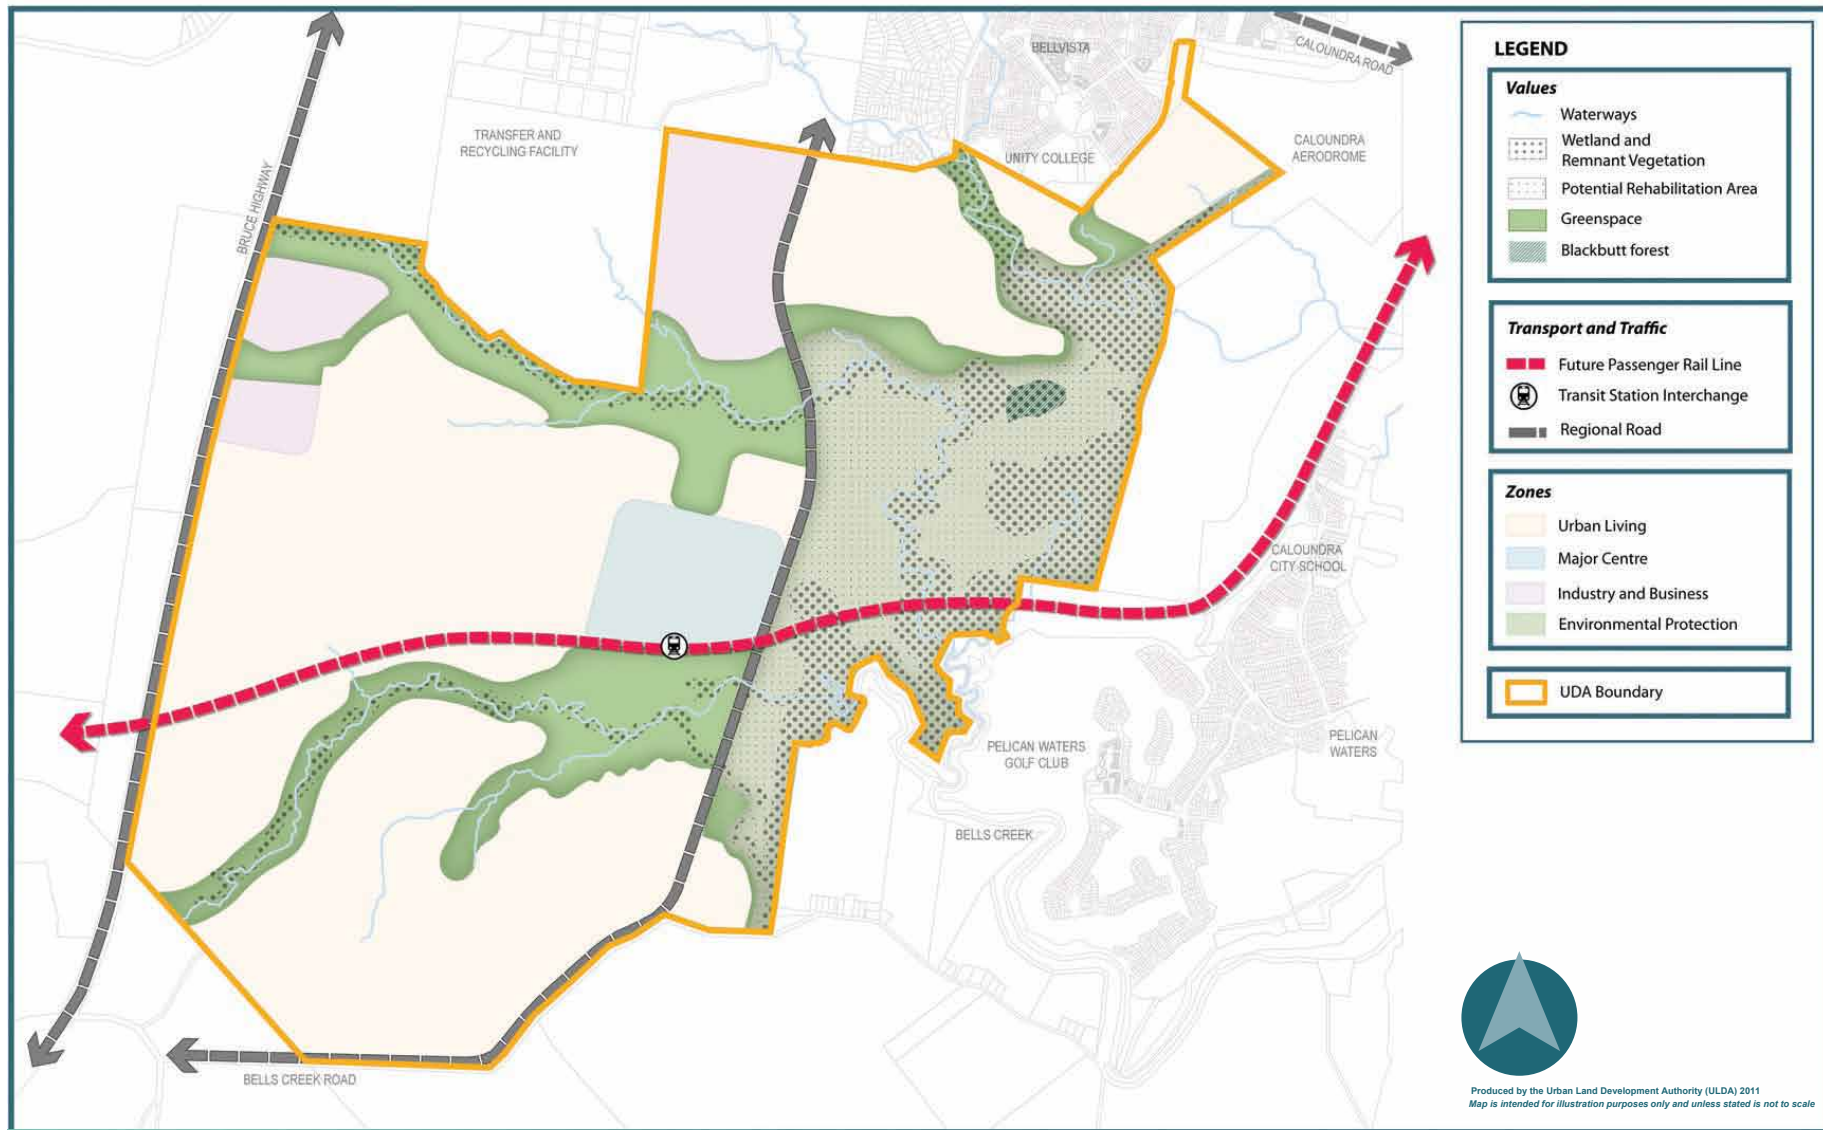 BRUCE HIGHWAY
TRANSFER AND
RECYCLING FACILITY
BELLVISTA
UNITY COLLEGE
CALOUNDRA ROAD
CALOUNDRA
AERODROME
CALOUNDRA
CITY SCHOOL
PELICAN
WATERS
PELICAN WATERS
GOLF CLUB
BELLS CREEK
BELLS CREEK ROAD
LEGEND
Values
Waterways
Wetland and
Remnant Vegetation
Potential Rehabilitation Area
Greenspace
Blackbutt forest
Transport and Traffic
Future Passenger Rail Line
Transit Station Interchange
Regional Road
Zones
Urban Living
Major Centre
Industry and Business
Environmental Protection
UDA Boundary
Produced by the Urban Land Development Authority (ULDA) 2011
Map is intended for illustration purposes only and unless stated is not to scale